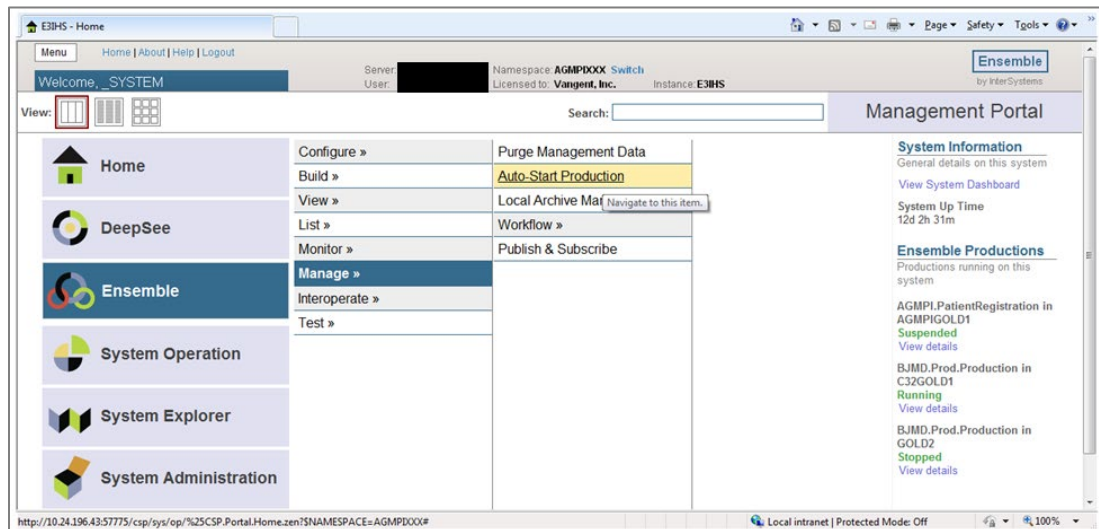 E3IHS - Home
Page Safety Tools
Menu Home | About | Help | Logout
Server: Namespace: AGMPIXXX Switch
Ensemble
Welcome, _SYSTEM
User: Licensed to: Vangent, Inc. Instance: E3IHS
by InterSystems
View: Search: Management Portal
Home
DeepSee
Ensemble
System Operation
System Explorer
System Administration
Configure »
Build »
View »
List »
Monitor »
Manage »
Interoperate »
Test »
Purge Management Data
Auto-Start Production
Local Archive Man
Navigate to this item.
Workflow »
Publish & Subscribe
System Information
General details on this system
View System Dashboard
System Up Time
12d 2h 31m
Ensemble Productions
Productions running on this
system
AGMPI.PatientRegistration in
AGMPIGOLD1
Suspended
View details
BJMD.Prod.Production in
C32GOLD1
Running
View details
BJMD.Prod.Production in
GOLD2
Stopped
View details
http://10.24.196.43:57775/csp/sys/op/%25CSP.Portal.Home.zen?$NAMESPACE=AGMPIXXX#
Local intranet | Protected Mode: Off
100%